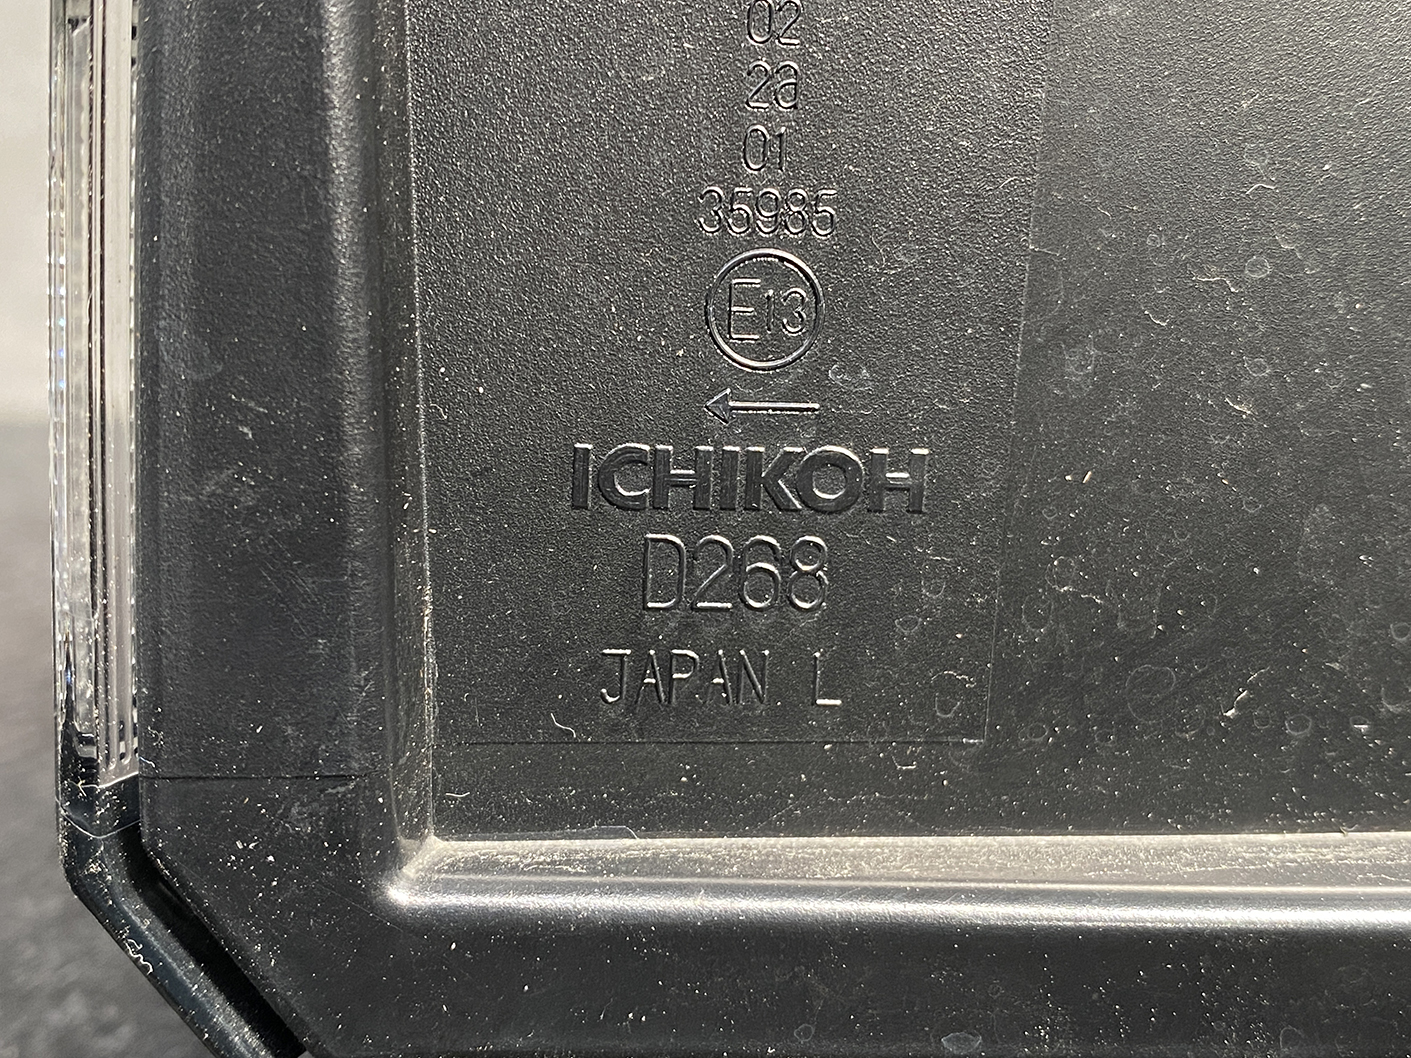 02
2a
01
35985
E13
ICHIKOH
D268
JAPAN L